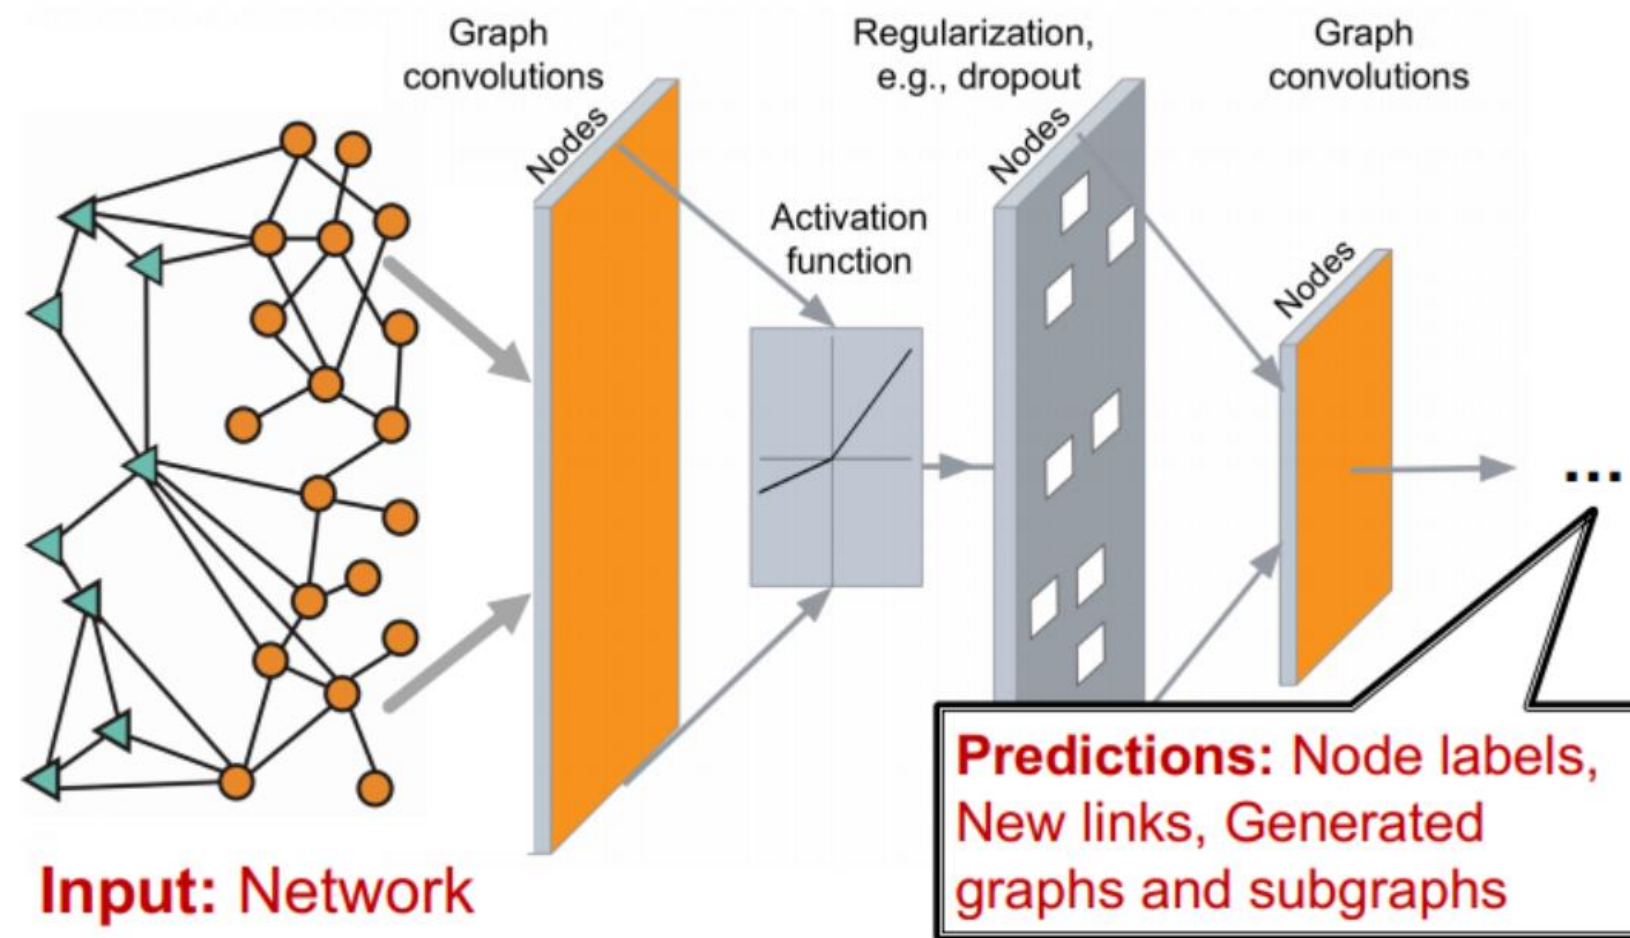 Graph
convolutions
Regularization,
e.g., dropout
Graph
convolutions
Nodes
Nodes
Activation
function
Nodes
...
Predictions: Node labels,
New links, Generated
graphs and subgraphs
Input: Network